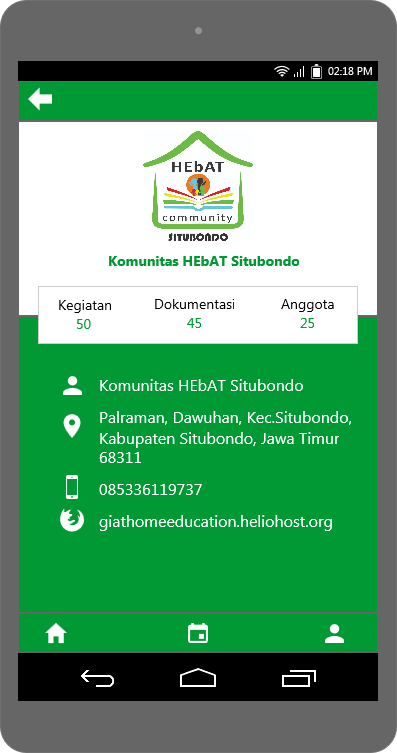 02:18 PM
HEbAT
community
SITUBONDO
Komunitas HEbAT Situbondo
Kegiatan Dokumentasi Anggota
50 45 25
Komunitas HEbAT Situbondo
Palraman, Dawuhan, Kec.Situbondo,
Kabupaten Situbondo, Jawa Timur
68311
085336119737
giathomeeducation.heliohost.org